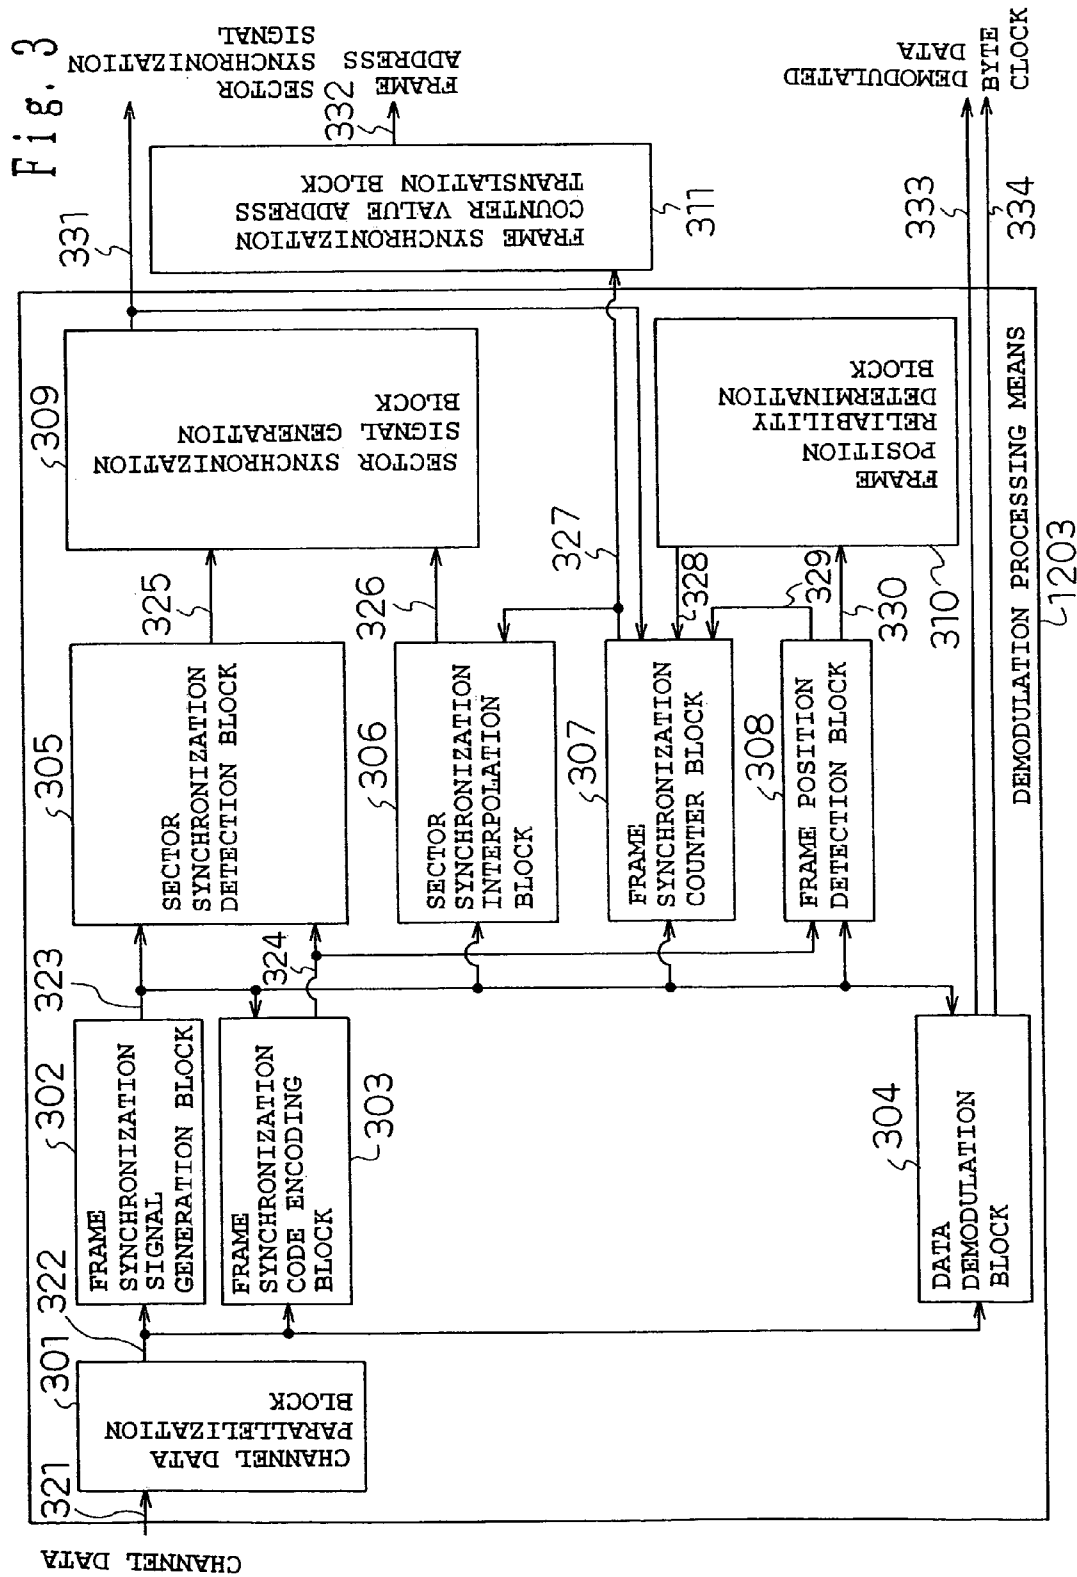 Fig. 3
CHANNEL DATA
321
301
CHANNEL DATA
PARALLELIZATION
BLOCK
322
302
FRAME
SYNCHRONIZATION
SIGNAL
GENERATION BLOCK
323
FRAME
SYNCHRONIZATION
CODE ENCODING
BLOCK
303
324
304
DATA
DEMODULATION
BLOCK
305
SECTOR
SYNCHRONIZATION
DETECTION BLOCK
325
306
SECTOR
SYNCHRONIZATION
INTERPOLATION
BLOCK
326
307
FRAME
SYNCHRONIZATION
COUNTER BLOCK
327
328
308
FRAME POSITION
DETECTION BLOCK
329
330
309
SECTOR SYNCHRONIZATION
SIGNAL GENERATION
BLOCK
FRAME
POSITION
RELIABILITY
DETERMINATION
BLOCK
310
331
SECTOR
SYNCHRONIZATION
SIGNAL
FRAME SYNCHRONIZATION
COUNTER VALUE ADDRESS
TRANSLATION BLOCK
311
332
FRAME
ADDRESS
333
DEMODULATED
DATA
334
BYTE
CLOCK
DEMODULATION PROCESSING MEANS
1203